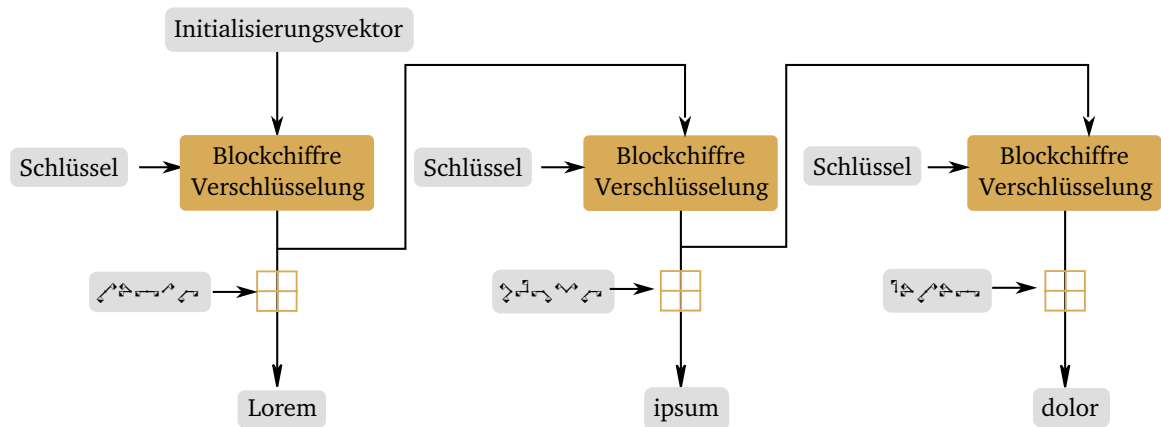 Initialisierungsvektor
Schlüssel
Blockchiffre
Verschlüsselung
Schlüssel
Blockchiffre
Verschlüsselung
Schlüssel
Blockchiffre
Verschlüsselung
Lorem
ipsum
dolor